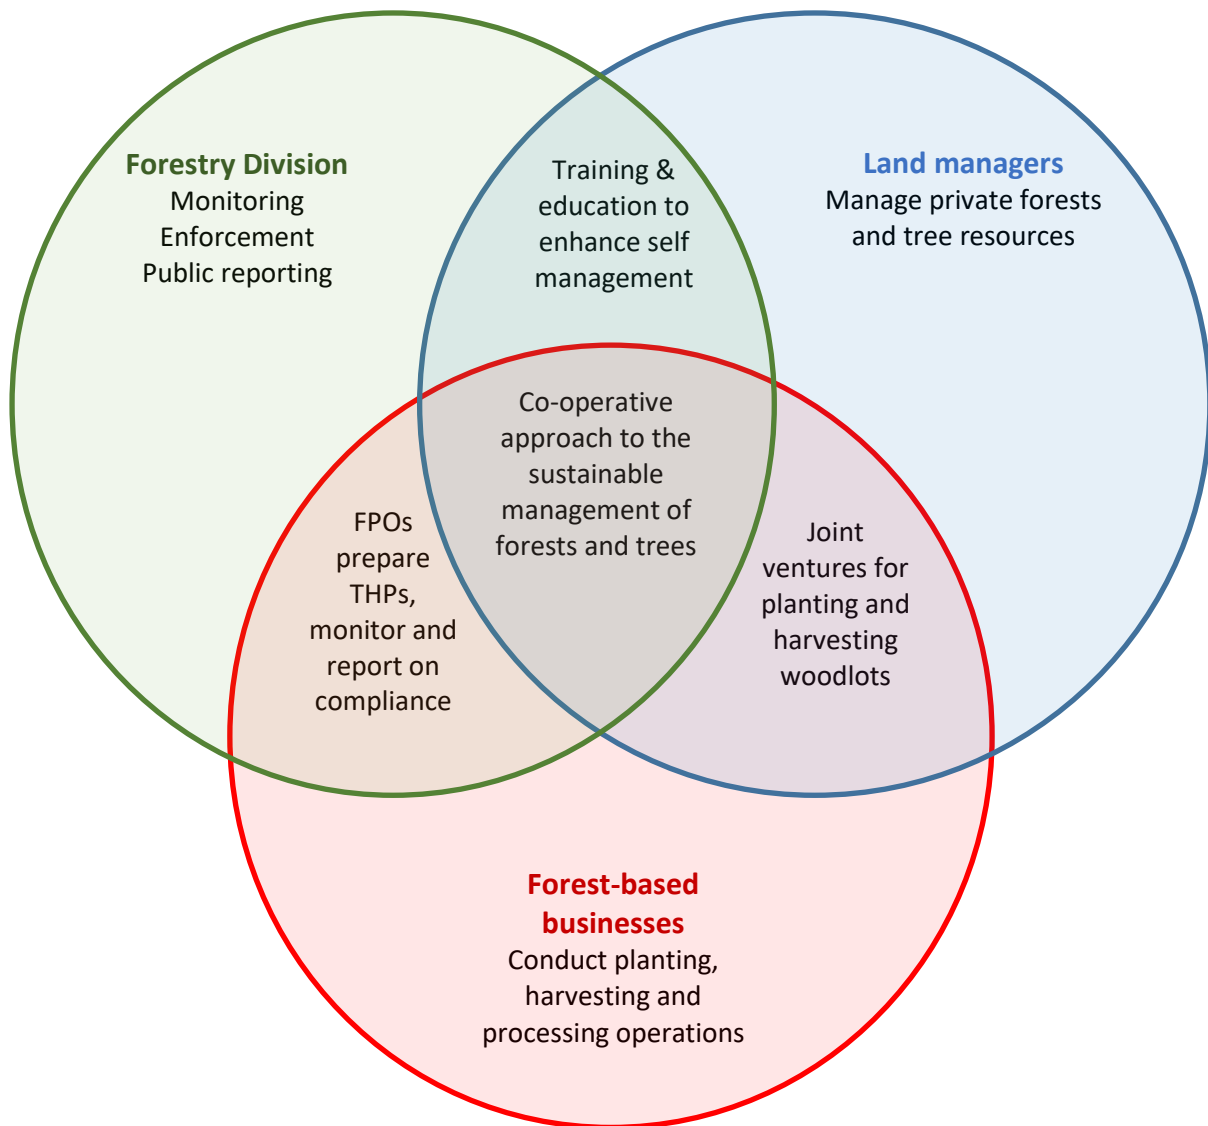 Forestry Division
Monitoring
Enforcement
Public reporting
Training &
education to
enhance self
management
Land managers
Manage private forests
and tree resources
Co-operative
approach to the
sustainable
management of
forests and trees
FPOs
prepare
THPs,
monitor and
report on
compliance
Joint
ventures for
planting and
harvesting
woodlots
Forest-based
businesses
Conduct planting,
harvesting and
processing operations